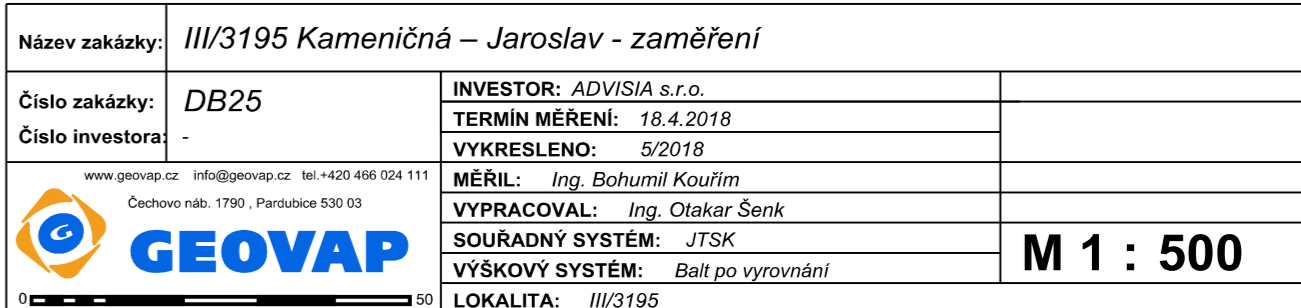 Název zakázky: III/3195 Kameničná – Jaroslav - zaměření
Číslo zakázky: DB25
Číslo investora: -
INVESTOR: ADVISIA s.r.o.
TERMÍN MĚŘENÍ: 18.4.2018
VYKRESLENO: 5/2018
www.geovap.cz info@geovap.cz tel.+420 466 024 111
Čechovo náb. 1790 , Pardubice 530 03
G GEOVAP
0 50
MĚŘIL: Ing. Bohumil Kouřím
VYPRACOVAL: Ing. Otakar Šenk
SOUŘADNÝ SYSTÉM: JTSK
VÝŠKOVÝ SYSTÉM: Balt po vyrovnání
LOKALITA: III/3195
M 1 : 500